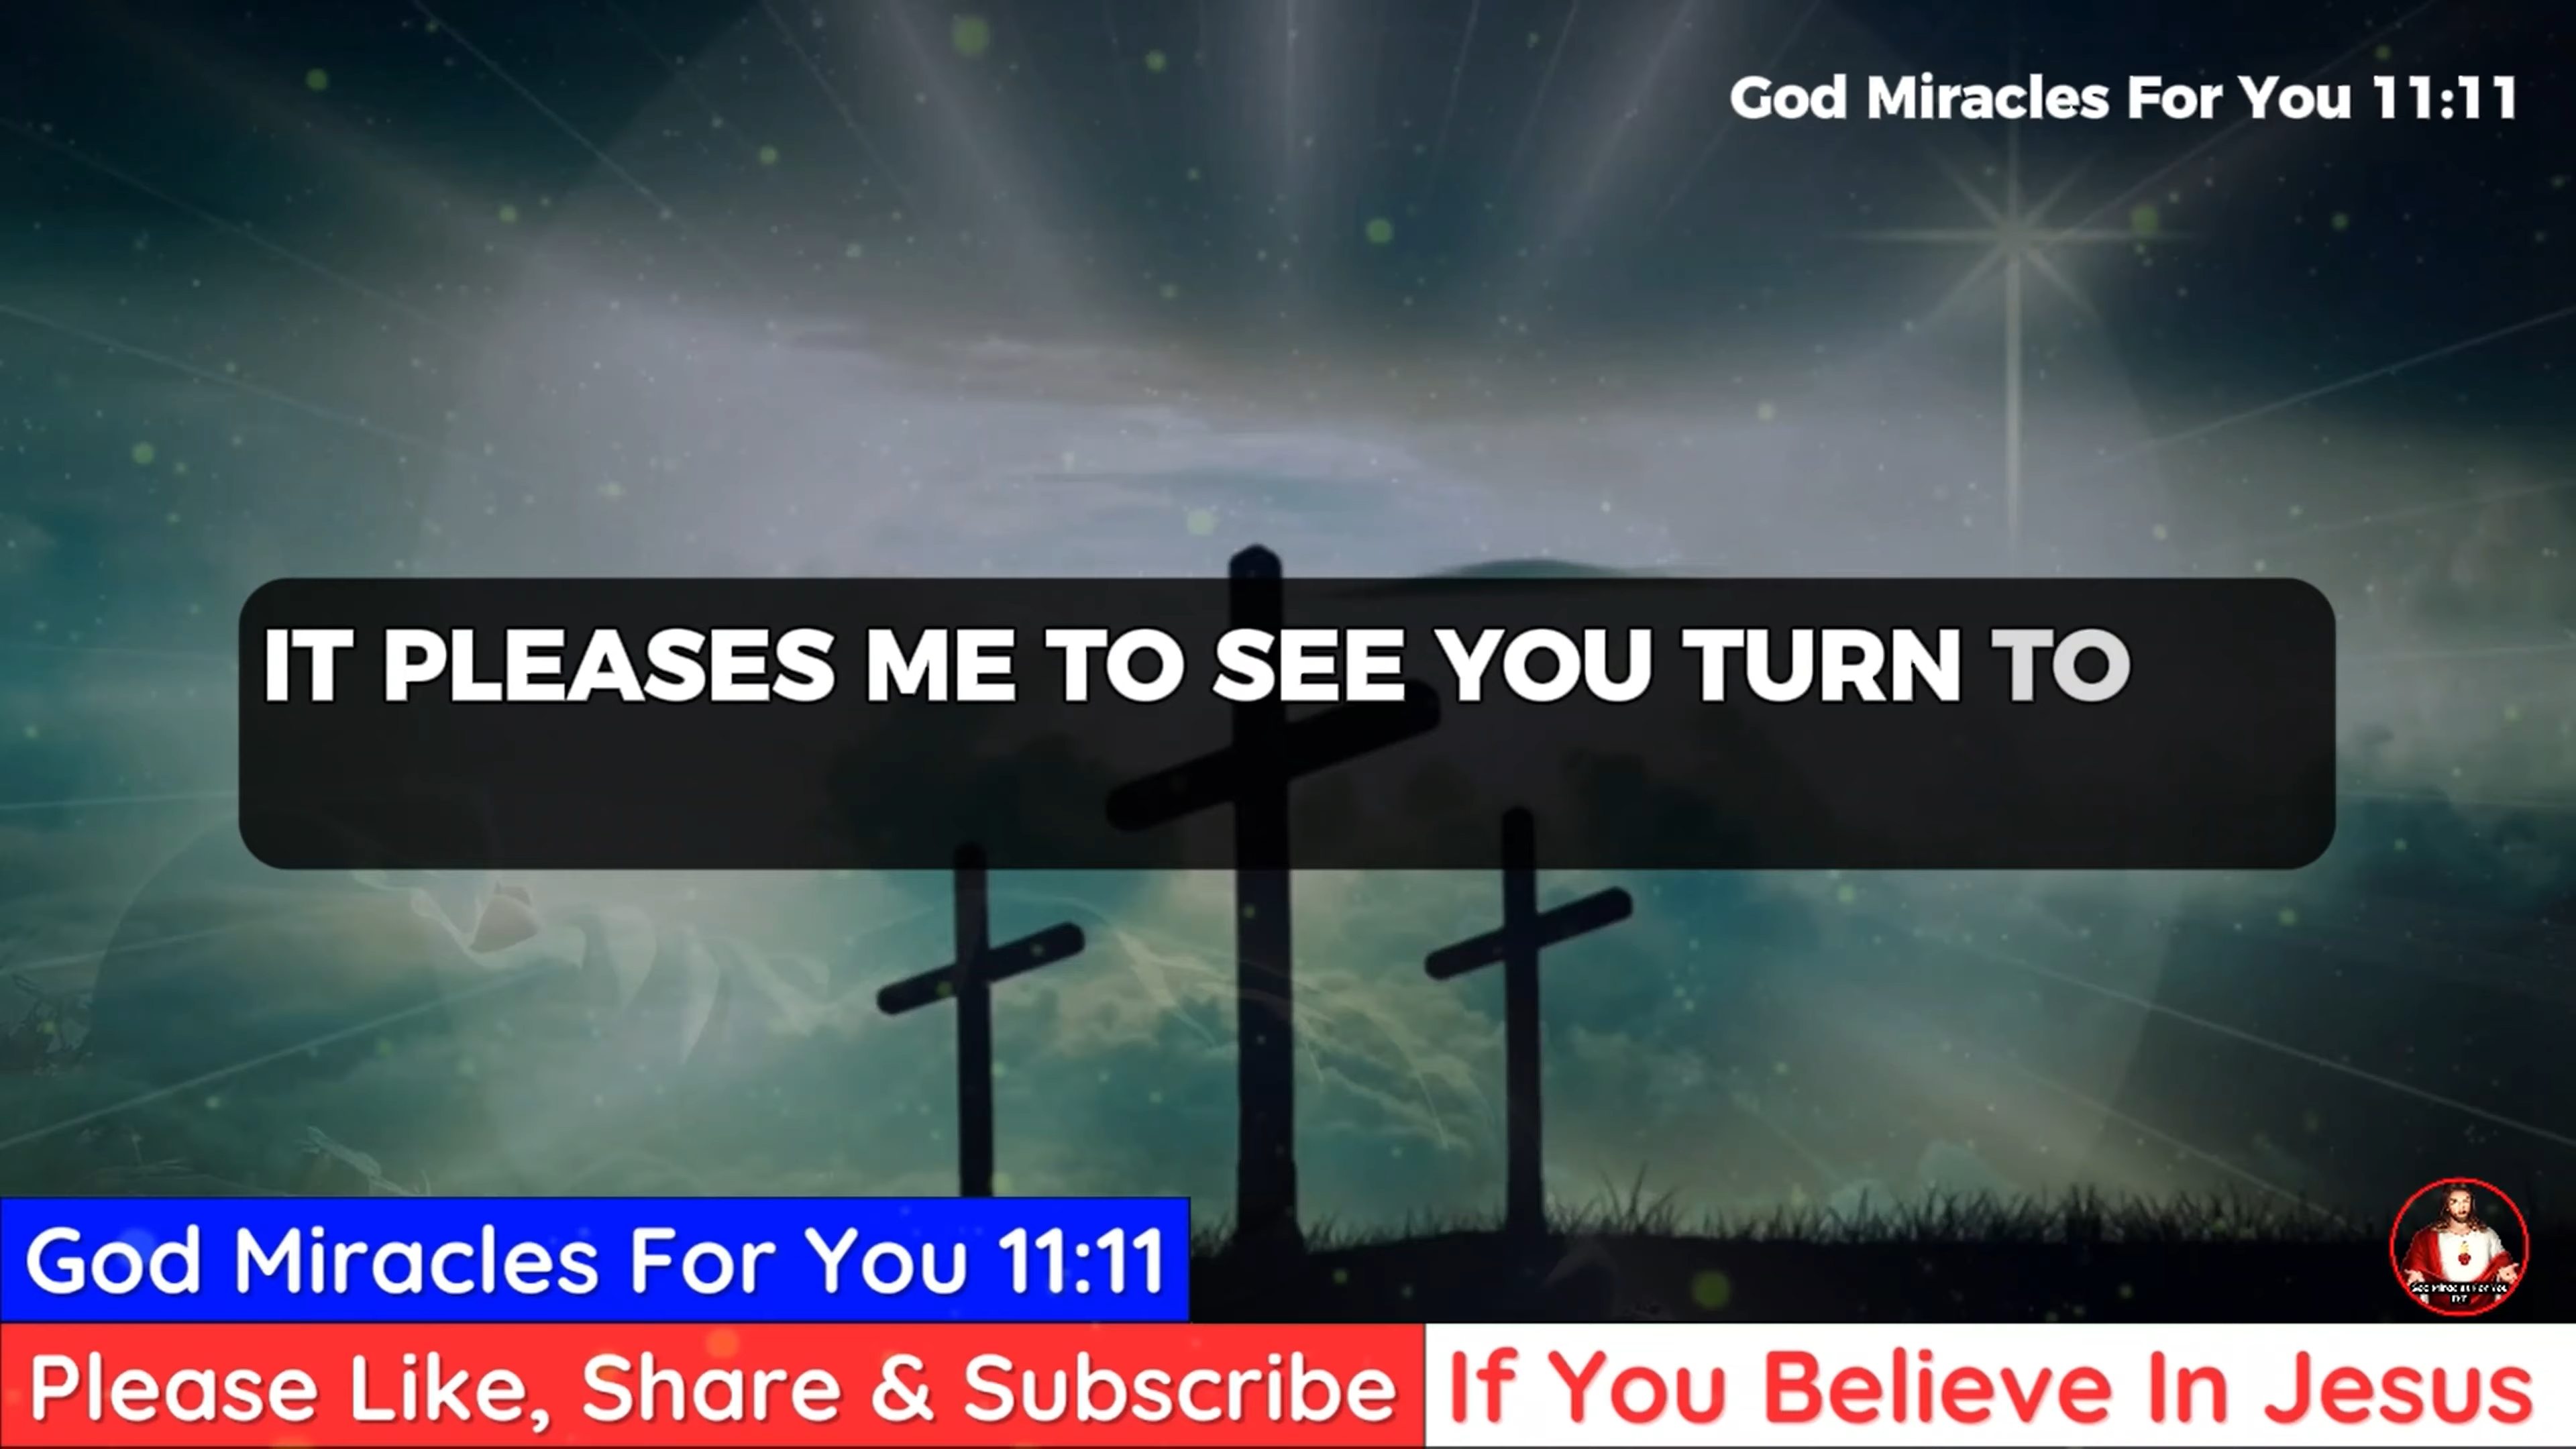 God Miracles For You 11:11
IT PLEASES ME TO SEE YOU TURN TO
God Miracles For You 11:11
Please Like, Share & Subscribe
If You Believe In Jesus